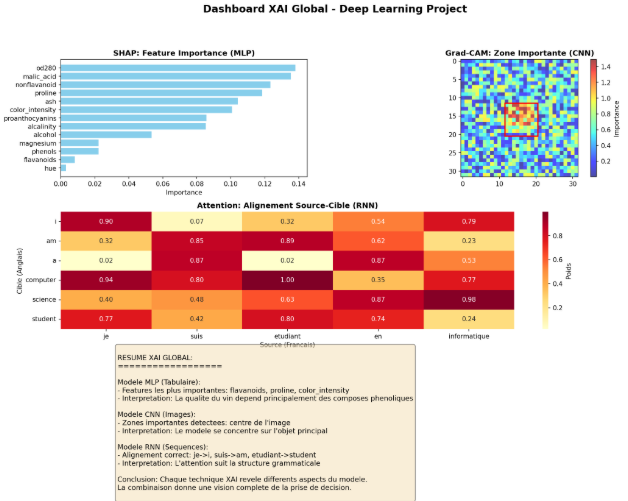 Dashboard XAI Global - Deep Learning Project
SHAP: Feature Importance (MLP)
od280
malic_acid
nonflavanoid
proline
ash
color_intensity
proanthocyanins
alcalinity
alcohol
magnesium
phenols
flavanoids
hue
0.00 0.02 0.04 0.06 0.08 0.10 0.12 0.14
Importance
Grad-CAM: Zone Importante (CNN)
0
5
10
15
20
25
30
0 10 20 30
1.4
1.2
1.0
0.8
0.6
0.4
0.2
Importance
Attention: Alignement Source-Cible (RNN)
Cible (Anglais)
i 0.90 0.07 0.32 0.54 0.79
am 0.32 0.85 0.89 0.62 0.23
a 0.02 0.87 0.02 0.87 0.53
computer 0.94 0.80 1.00 0.35 0.77
science 0.40 0.48 0.63 0.87 0.98
student 0.77 0.42 0.80 0.74 0.24
je suis etudiant en informatique
Source (Francais)
0.8
0.6
0.4
0.2
Poids
RESUME XAI GLOBAL:
==================
Modele MLP (Tabulaire):
- Features les plus importantes: flavanoids, proline, color_intensity
- Interpretation: La qualite du vin depend principalement des composes phenoliques
Modele CNN (Images):
- Zones importantes detectees: centre de l'image
- Interpretation: Le modele se concentre sur l'objet principal
Modele RNN (Sequences):
- Alignement correct: je->i, suis->am, etudiant->student
- Interpretation: L'attention suit la structure grammaticale
Conclusion: Chaque technique XAI revele differents aspects du modele.
La combinaison donne une vision complete de la prise de decision.